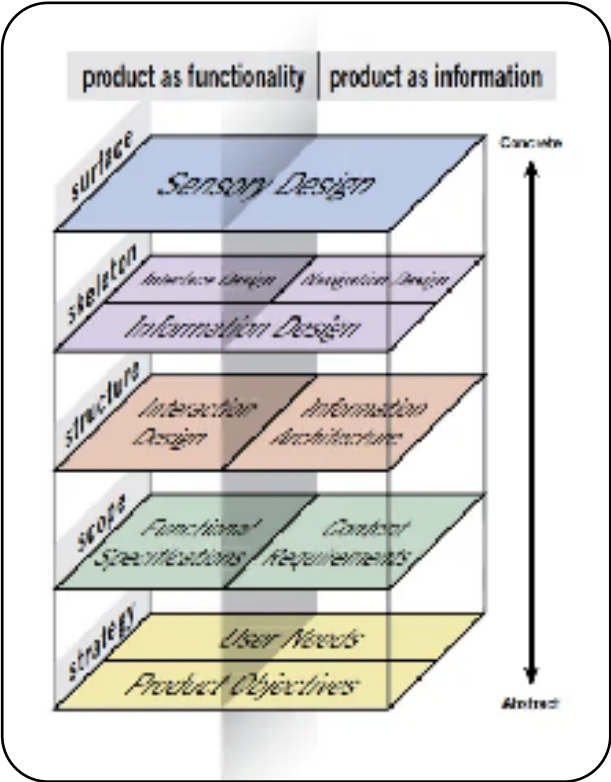 product as functionality
product as information
surface
Concrete
Sensory Design
skeleton
Interface Design
Navigation Design
Information Design
structure
Interaction
Design
Information
Architecture
scope
Functional
Specifications
Content
Requirements
strategy
User Needs
Product Objectives
Abstract